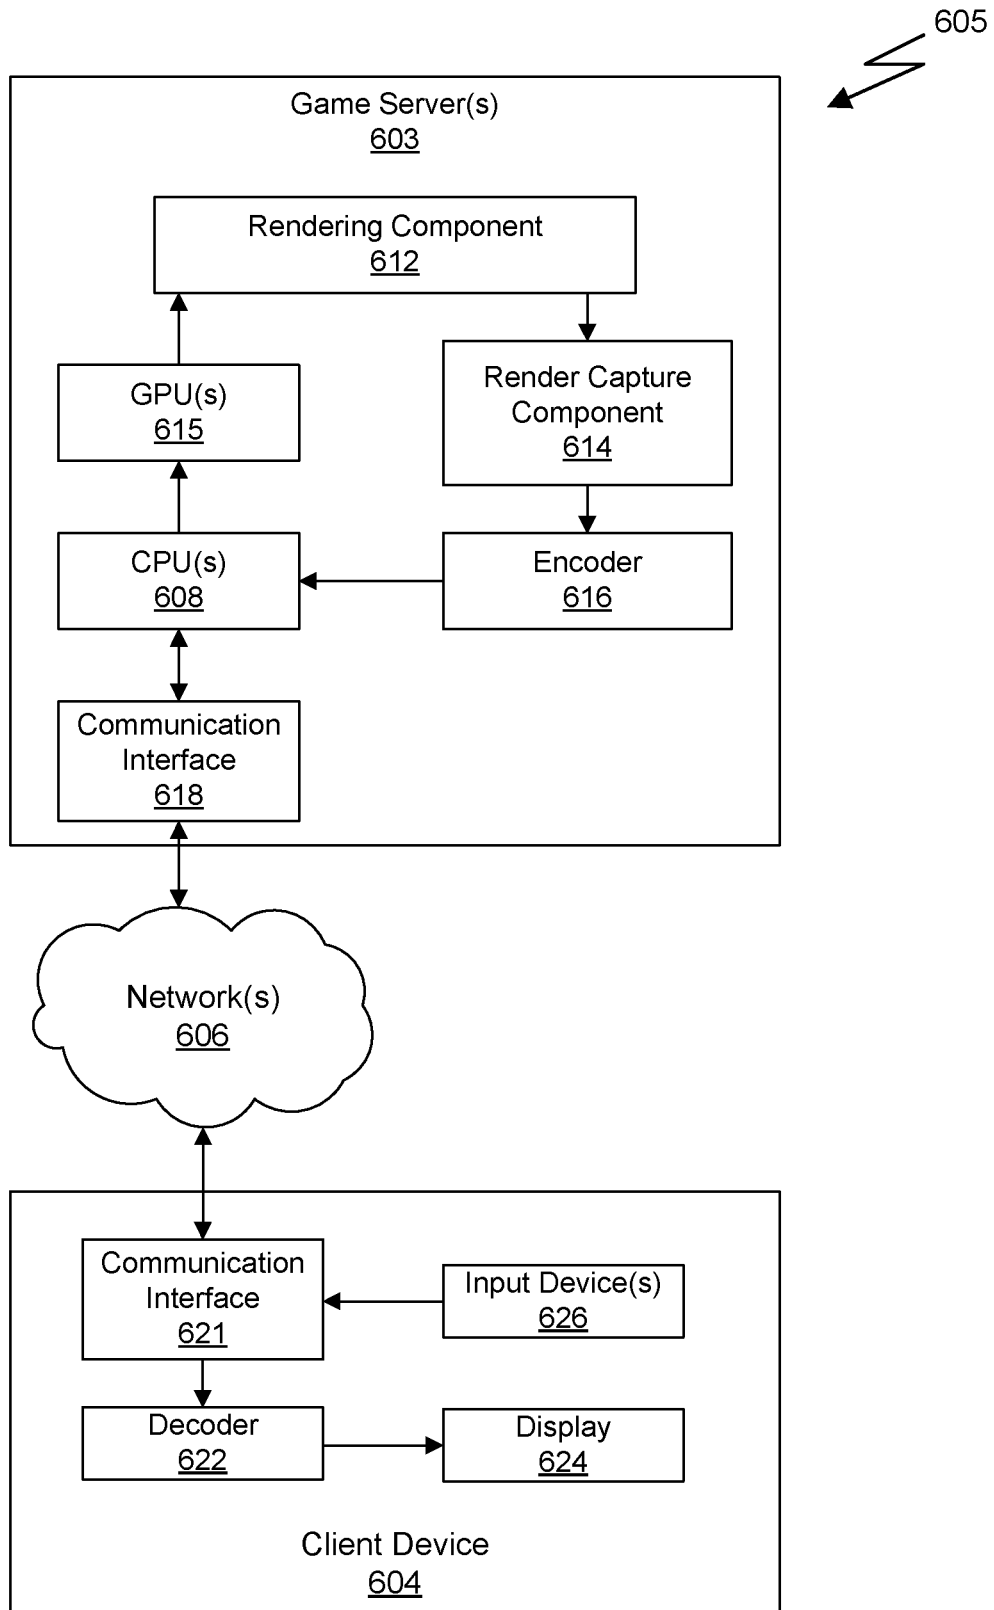 605
Game Server(s)
603
Rendering Component
612
GPU(s)
615
Render Capture
Component
614
CPU(s)
608
Encoder
616
Communication
Interface
618
Network(s)
606
Communication
Interface
621
Input Device(s)
626
Decoder
622
Display
624
Client Device
604